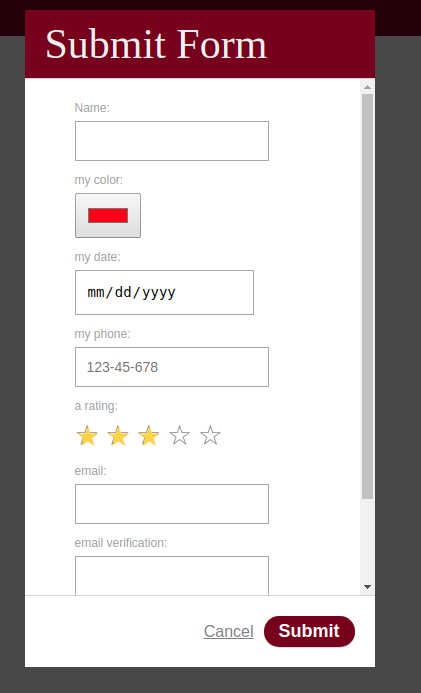 Submit Form
Name:
my color:
my date:
mm/dd/yyyy
my phone:
123-45-678
a rating:
email:
email verification:
Cancel Submit